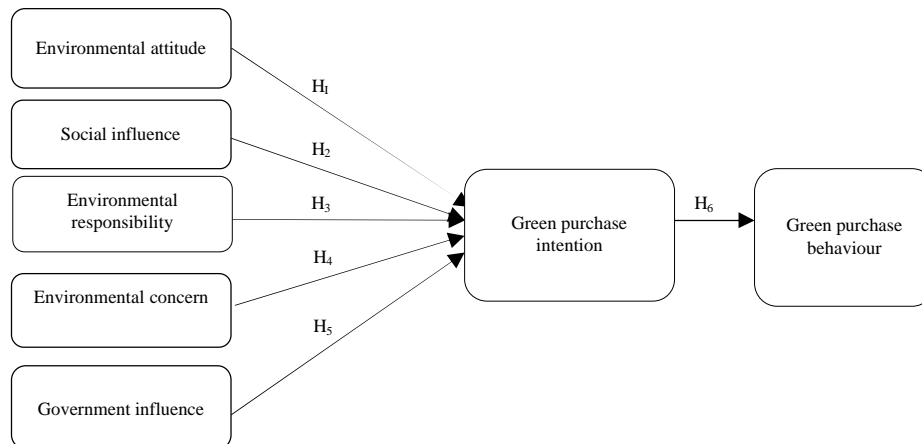 Environmental attitude
H₁
Social influence
H₂
Environmental
responsibility
H₃
Environmental concern
H₄
Government influence
H₅
Green purchase
intention
H₆
Green purchase
behaviour